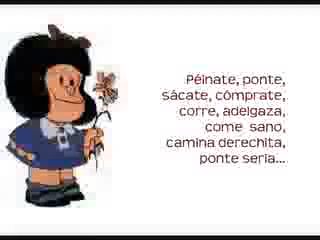 Péinate, ponte,
sácate, cómprate,
corre, adelgaza,
come sano,
camina derechita,
ponte seria...